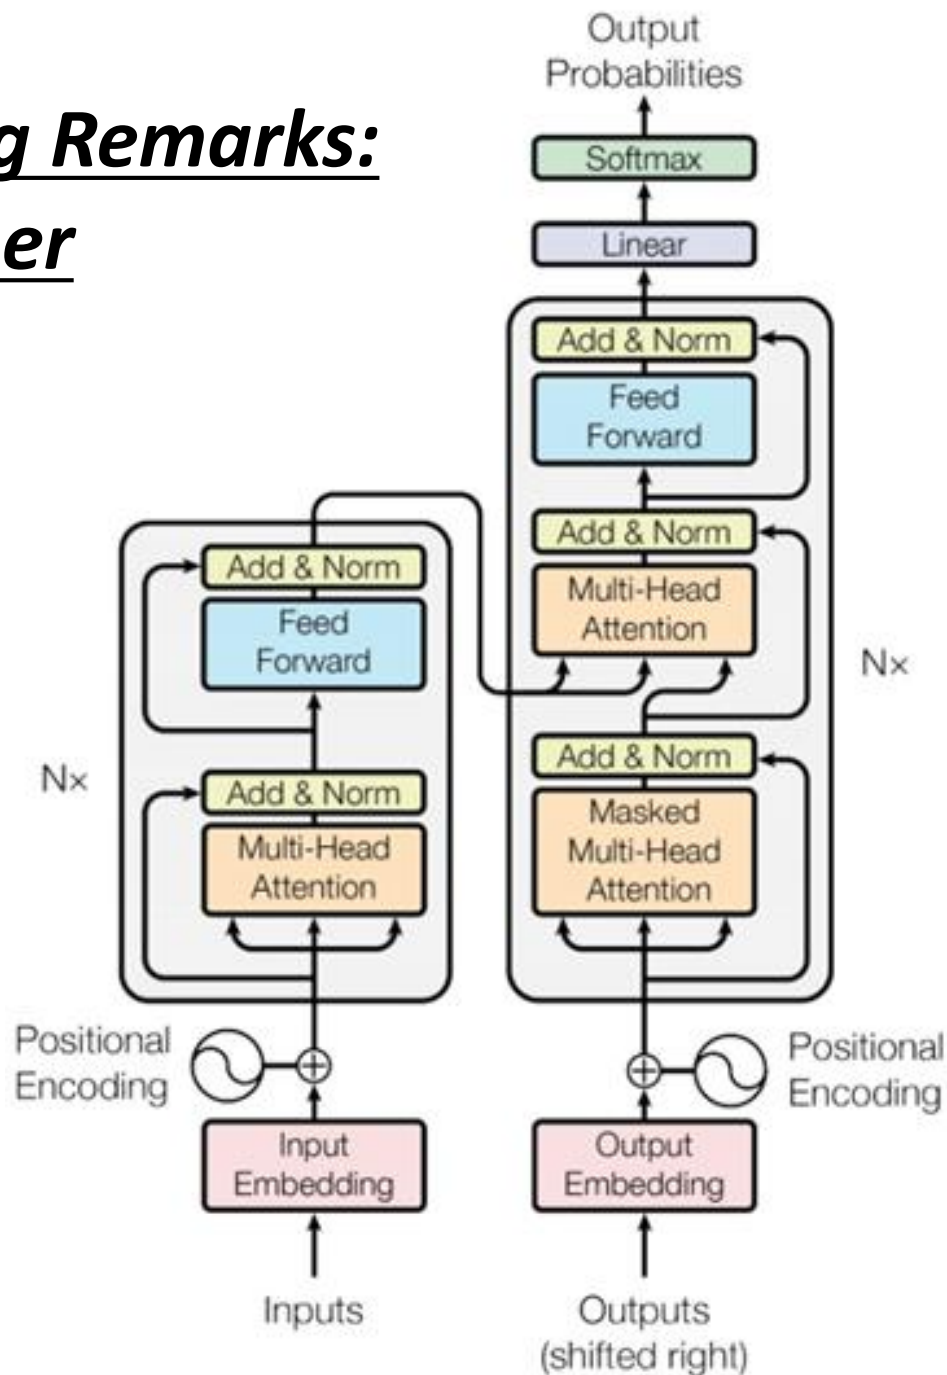 g Remarks:
er
Output
Probabilities
Softmax
Linear
Add & Norm
Feed
Forward
Add & Norm
Multi-Head
Attention
Nx
Add & Norm
Masked
Multi-Head
Attention
Positional
Encoding
Output
Embedding
Outputs
(shifted right)
Add & Norm
Feed
Forward
Nx
Add & Norm
Multi-Head
Attention
Positional
Encoding
Input
Embedding
Inputs